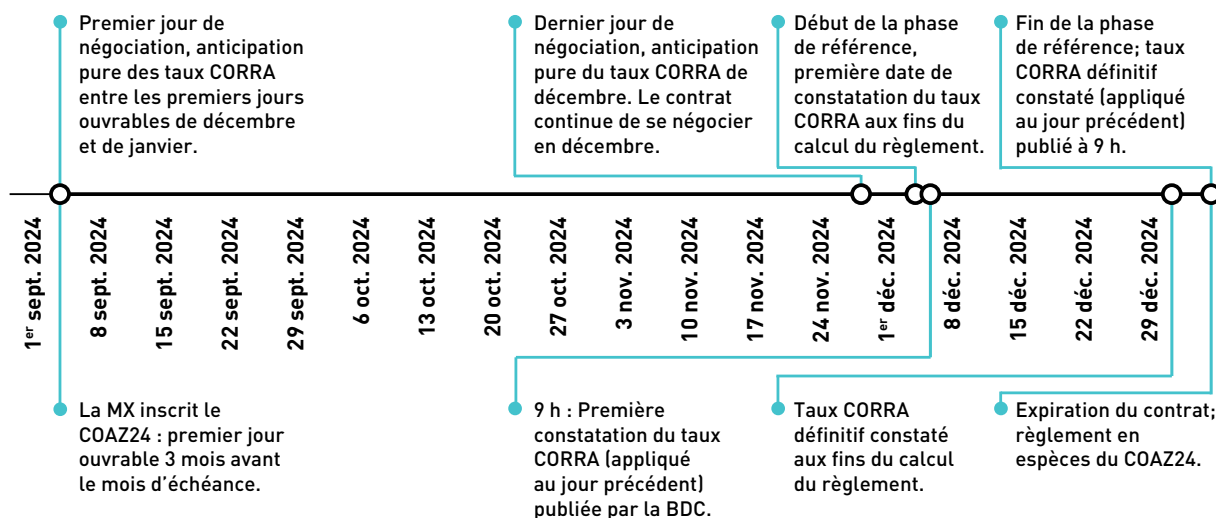 Premier jour de
négociation, anticipation
pure des taux CORRA
entre les premiers jours
ouvrables de décembre
et de janvier.
Dernier jour de
négociation, anticipation
pure du taux CORRA de
décembre. Le contrat
continue de se négocier
en décembre.
Début de la phase
de référence,
première date de
constatation du taux
CORRA aux fins du
calcul du règlement.
Fin de la phase
de référence; taux
CORRA définitif
constaté (appliqué
au jour précédent)
publié à 9 h.
1er sept. 2024
8 sept. 2024
15 sept. 2024
22 sept. 2024
29 sept. 2024
6 oct. 2024
13 oct. 2024
20 oct. 2024
27 oct. 2024
3 nov. 2024
10 nov. 2024
17 nov. 2024
24 nov. 2024
1er déc. 2024
8 déc. 2024
15 déc. 2024
22 déc. 2024
29 déc. 2024
La MX inscrit le
COAZ24 : premier jour
ouvrable 3 mois avant
le mois d’échéance.
9 h : Première
constatation du taux
CORRA (appliqué
au jour précédent)
publiée par la BDC.
Taux CORRA
définitif constaté
aux fins du calcul
du règlement.
Expiration du contrat;
règlement en
espèces du COAZ24.